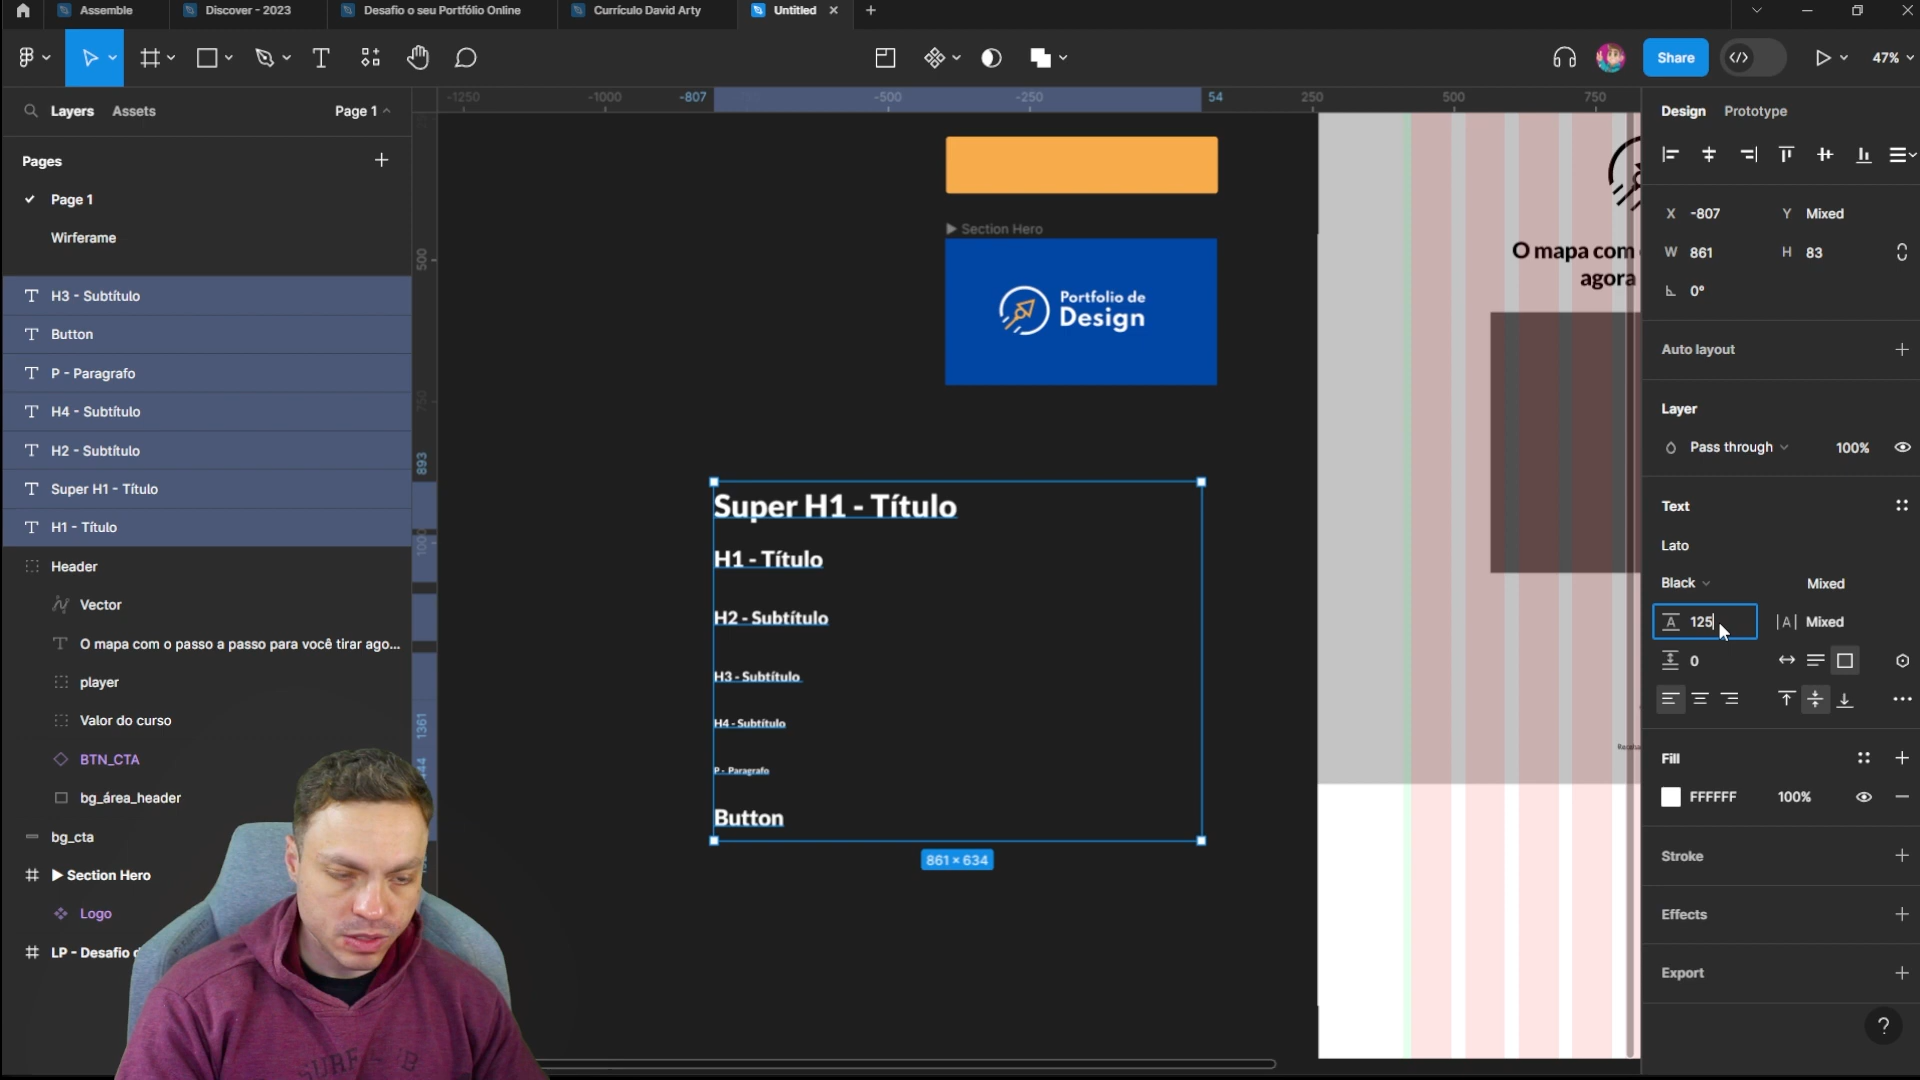 Assemble
Discover - 2023
Desafio o seu Portfólio Online
Currículo David Arty
Untitled
Share
47%
Layers
Assets
Page 1
-1250
-1000
-807
-500
-250
54
250
500
750
Design
Prototype
Pages
Page 1
Wirferame
H3 - Subtítulo
Button
P - Paragrafo
H4 - Subtítulo
H2 - Subtítulo
Super H1 - Título
H1 - Título
Header
Vector
O mapa com o passo a passo para você tirar ago...
player
Valor do curso
BTN_CTA
bg_área_header
bg_cta
Section Hero
Logo
LP - Desafio
500
750
893
1000
1361
Section Hero
Portfolio de
Design
Super H1 - Título
H1 - Título
H2 - Subtítulo
H3 - Subtítulo
H4 - Subtítulo
P - Paragrafo
Button
861 × 634
O mapa com
agora
X -807
Y Mixed
W 861
H 83
0°
Auto layout
Layer
Pass through
100%
Text
Lato
Black
Mixed
125
Mixed
0
Fill
FFFFFF
100%
Stroke
Effects
Export
?